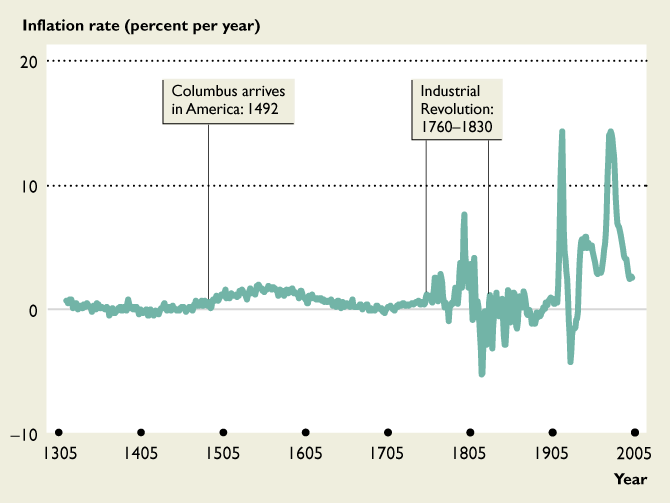 Inflation rate (percent per year)
20
Columbus arrives
in America: 1492
Industrial
Revolution:
1760–1830
10
0
–10
1305 1405 1505 1605 1705 1805 1905 2005
Year